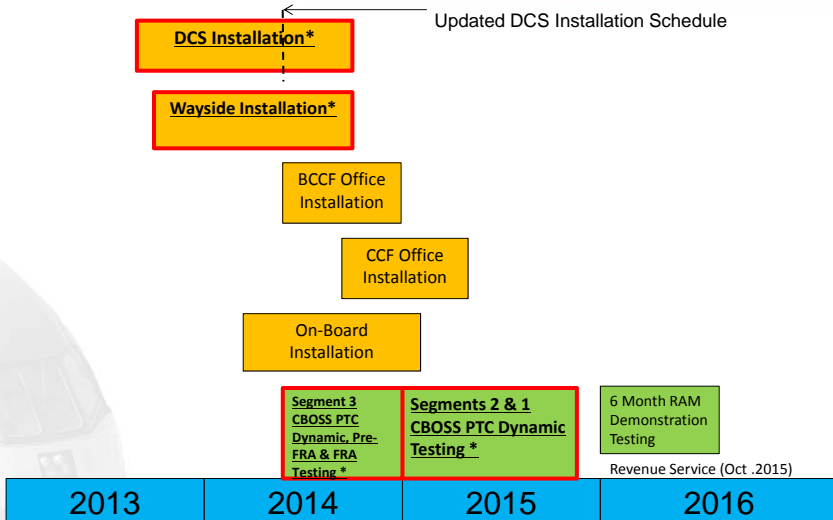 Updated DCS Installation Schedule
DCS Installation*
Wayside Installation*
BCCF Office
Installation
CCF Office
Installation
On-Board
Installation
Segment 3
CBOSS PTC
Dynamic, Pre-
FRA & FRA
Testing *
Segments 2 & 1
CBOSS PTC Dynamic
Testing *
6 Month RAM
Demonstration
Testing
Revenue Service (Oct .2015)
2013
2014
2015
2016